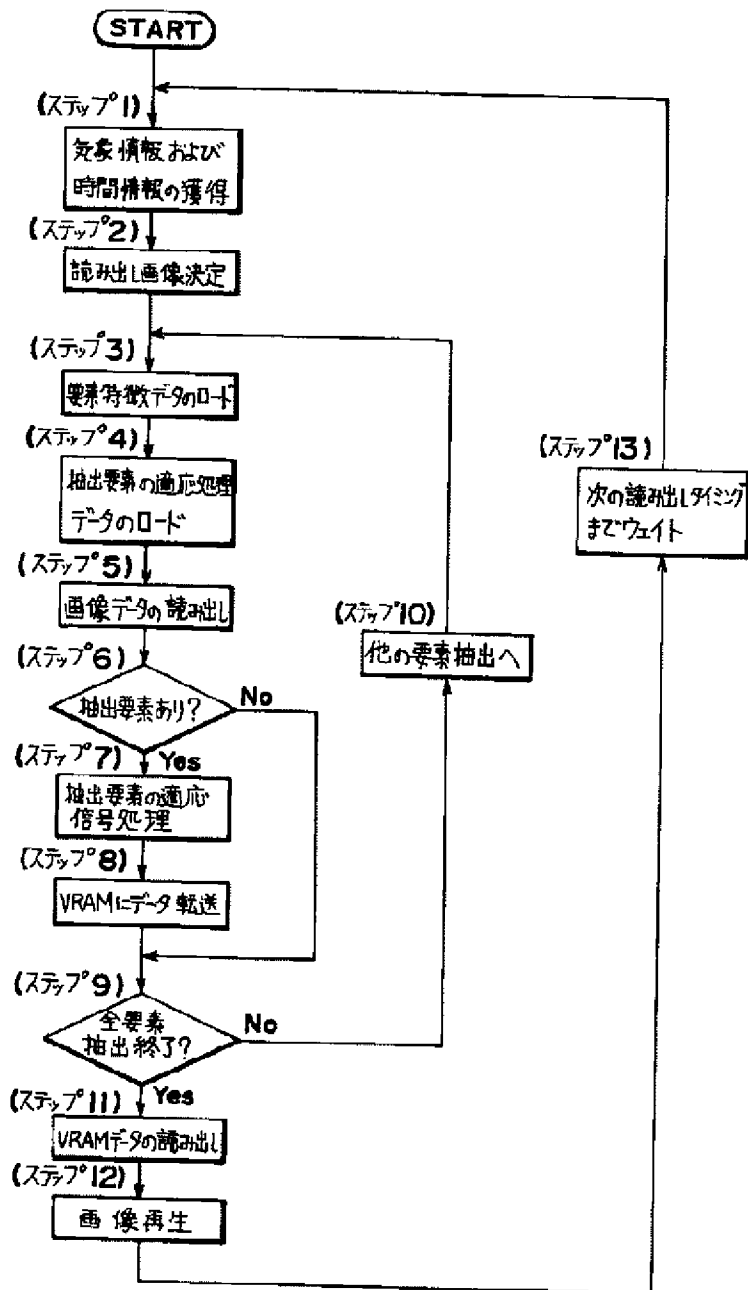 START
(ステップ1)
気象情報および
時間情報の獲得
(ステップ2)
読み出し画像決定
(ステップ3)
要素特徴データのロード
(ステップ4)
抽出要素の適応処理
データのロード
(ステップ5)
画像データの読み出し
(ステップ6)
抽出要素あり?
No
Yes
(ステップ7)
抽出要素の適応
信号処理
(ステップ8)
VRAMにデータ転送
(ステップ9)
全要素
抽出終了?
No
Yes
(ステップ10)
他の要素抽出へ
(ステップ11)
VRAMデータの読み出し
(ステップ12)
画像再生
(ステップ13)
次の読み出しタイミング
までウェイト